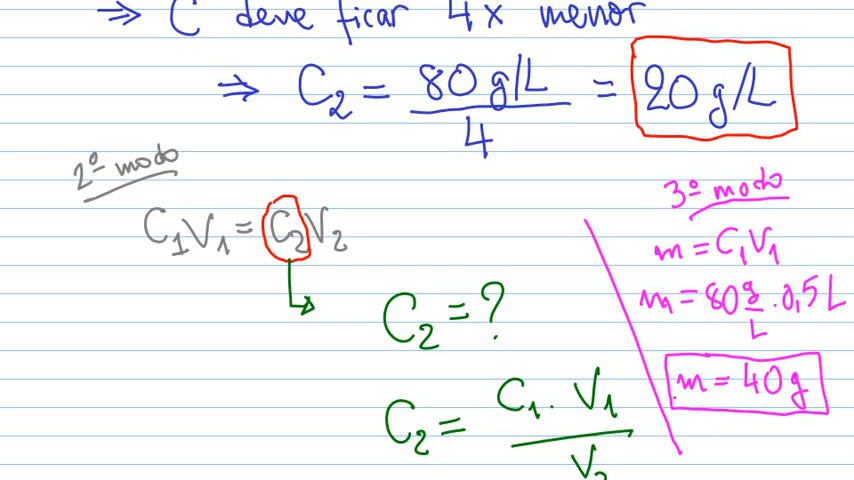 ⇒ C deve ficar 4x menor
⇒ C₂ = 80 g/L / 4 = 20 g/L
2º modo
C₁V₁ = C₂V₂
C₂ = ?
C₂ = C₁ . V₁ / V₂
3º modo
m = C₁V₁
m = 80 g/L . 0,5 L
m = 40 g